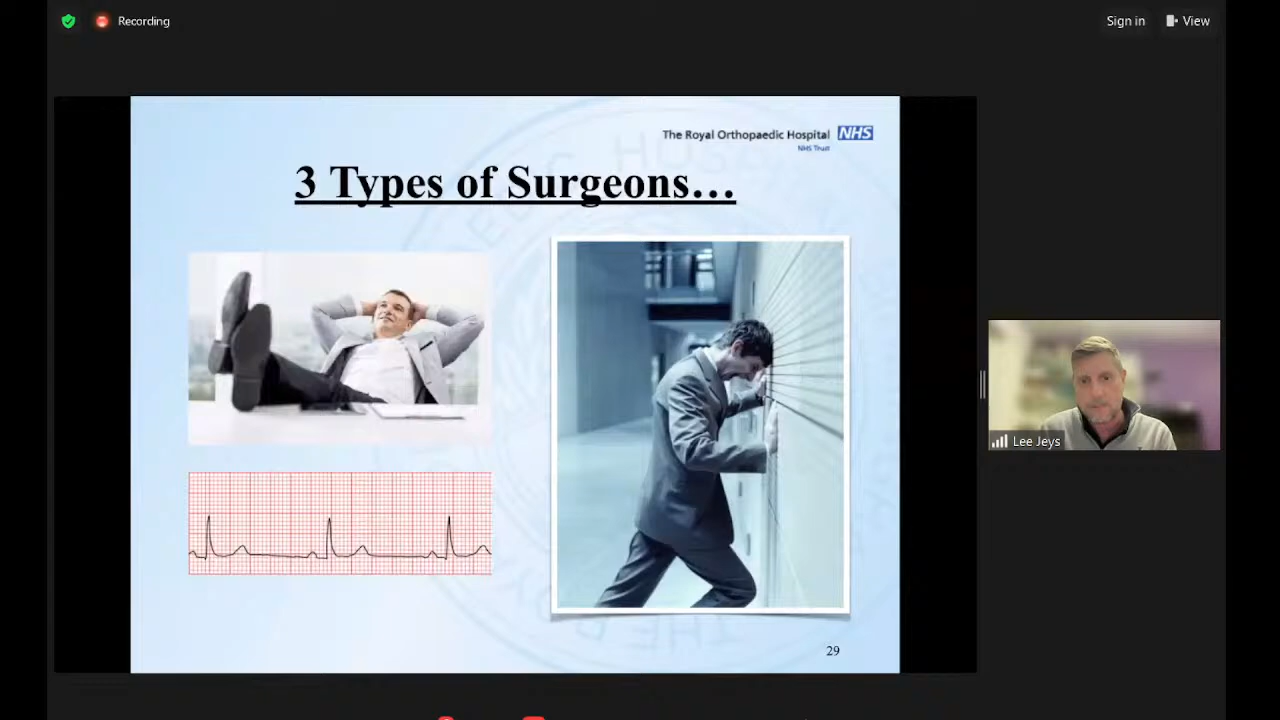 Recording
Sign in
View
The Royal Orthopaedic Hospital NHS
NHS Trust
3 Types of Surgeons...
Lee Jeys
29